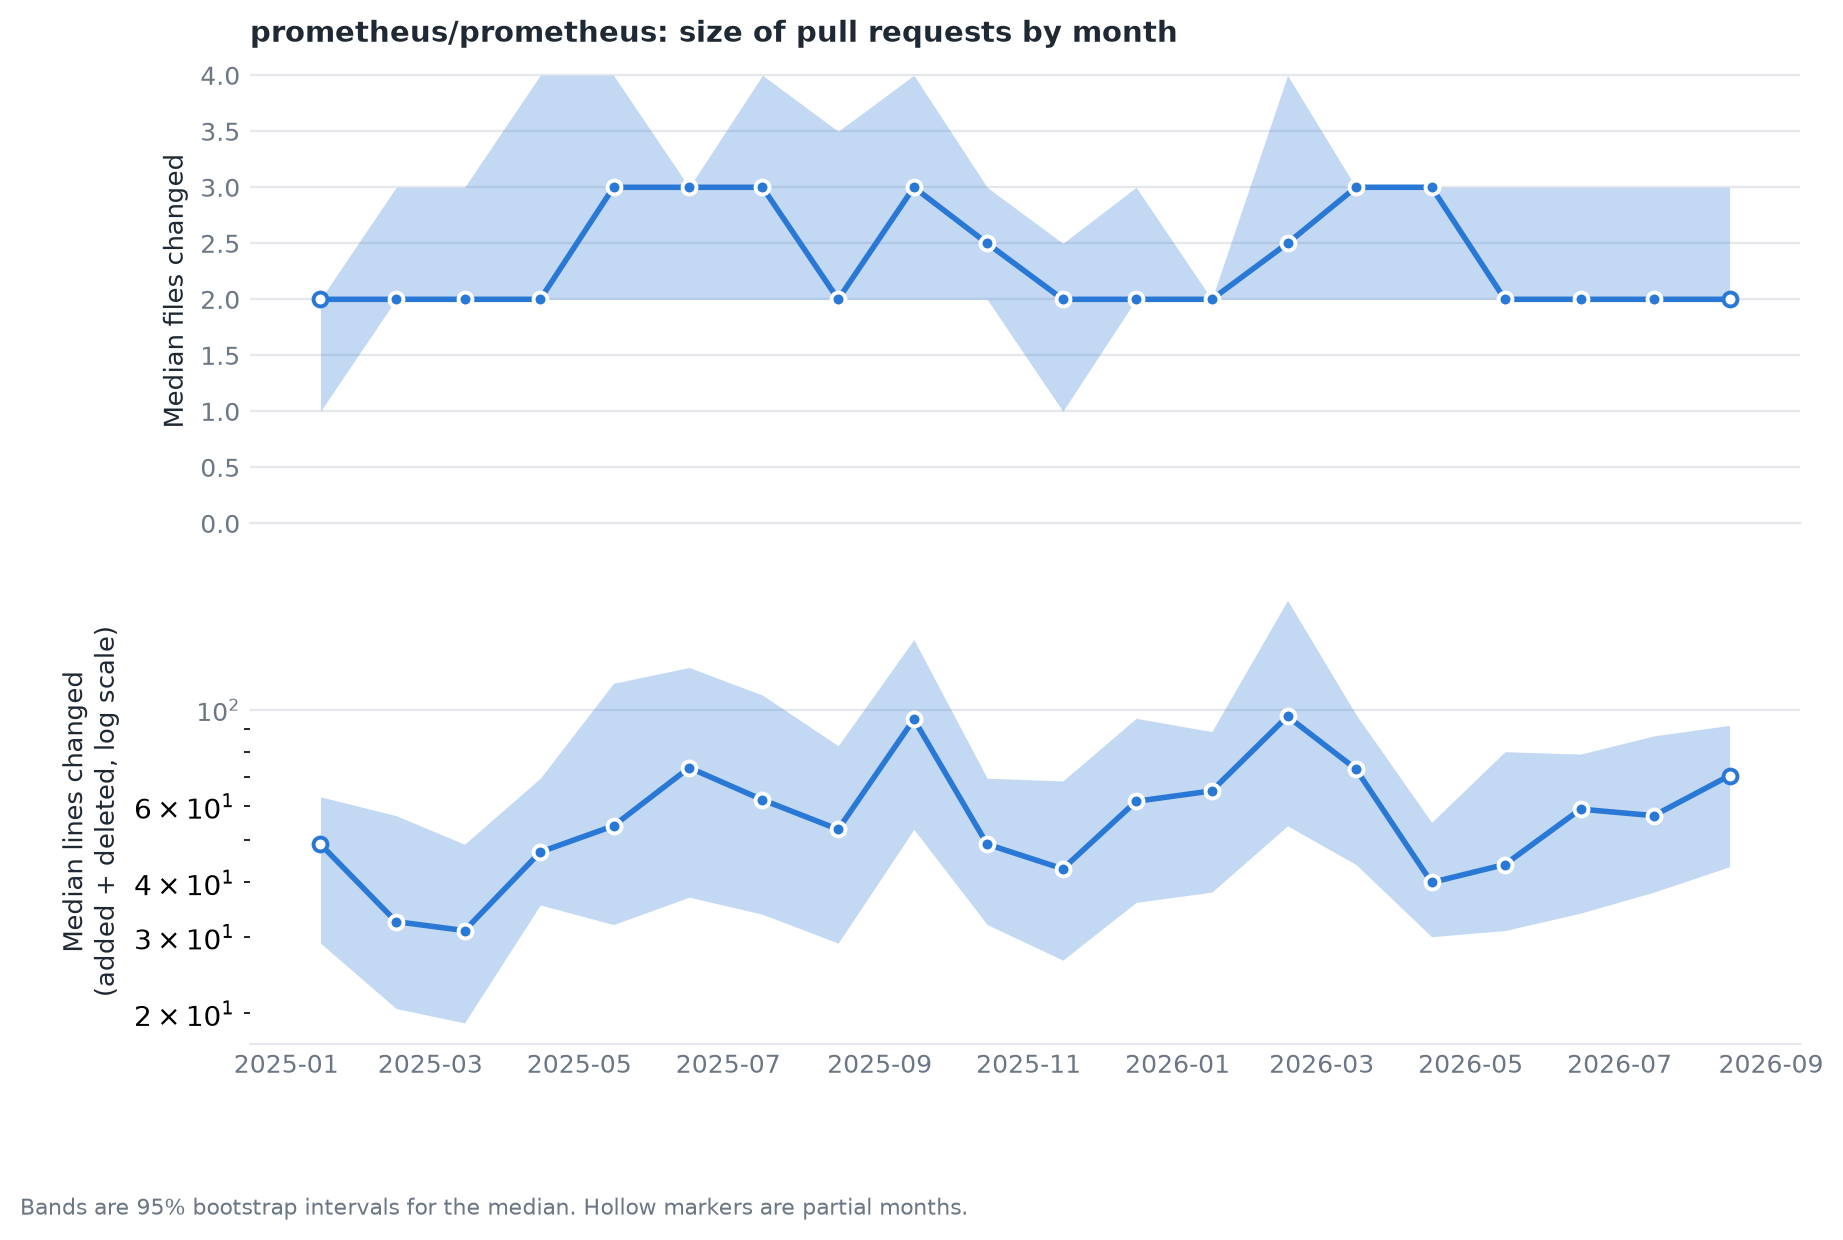 prometheus/prometheus: size of pull requests by month
Median files changed
4.0
3.5
3.0
2.5
2.0
1.5
1.0
0.5
0.0
Median lines changed
(added + deleted, log scale)
10²
6 × 10¹
4 × 10¹
3 × 10¹
2 × 10¹
2025-01 2025-03 2025-05 2025-07 2025-09 2025-11 2026-01 2026-03 2026-05 2026-07 2026-09
Bands are 95% bootstrap intervals for the median. Hollow markers are partial months.